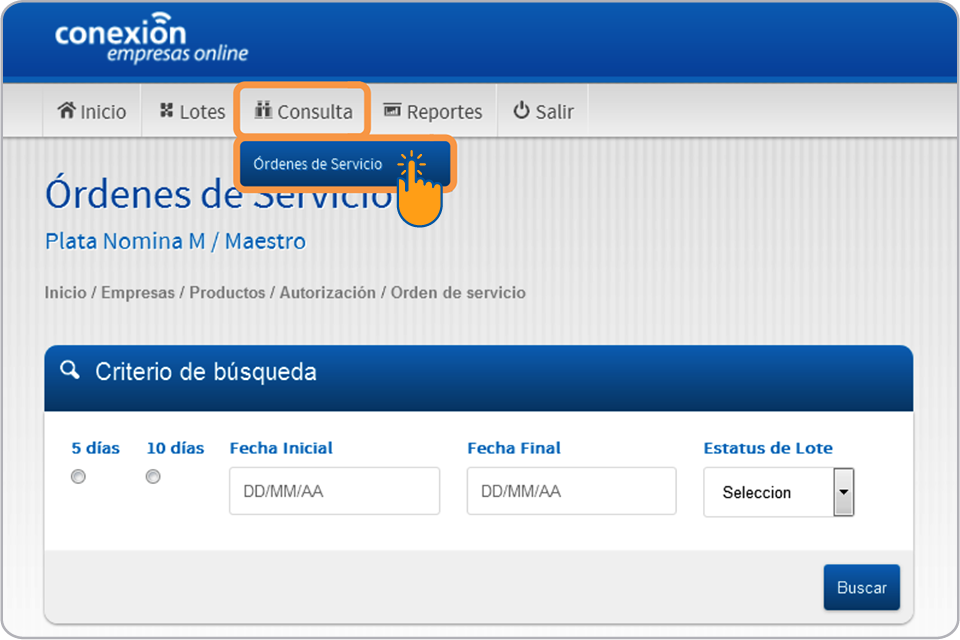 conexión
empresas online
Inicio Lotes Consulta Reportes Salir
Órdenes de Servicio
Órdenes de Servicio
Plata Nomina M / Maestro
Inicio / Empresas / Productos / Autorización / Orden de servicio
Criterio de búsqueda
5 días 10 días Fecha Inicial Fecha Final Estatus de Lote
DD/MM/AA DD/MM/AA Seleccion
Buscar